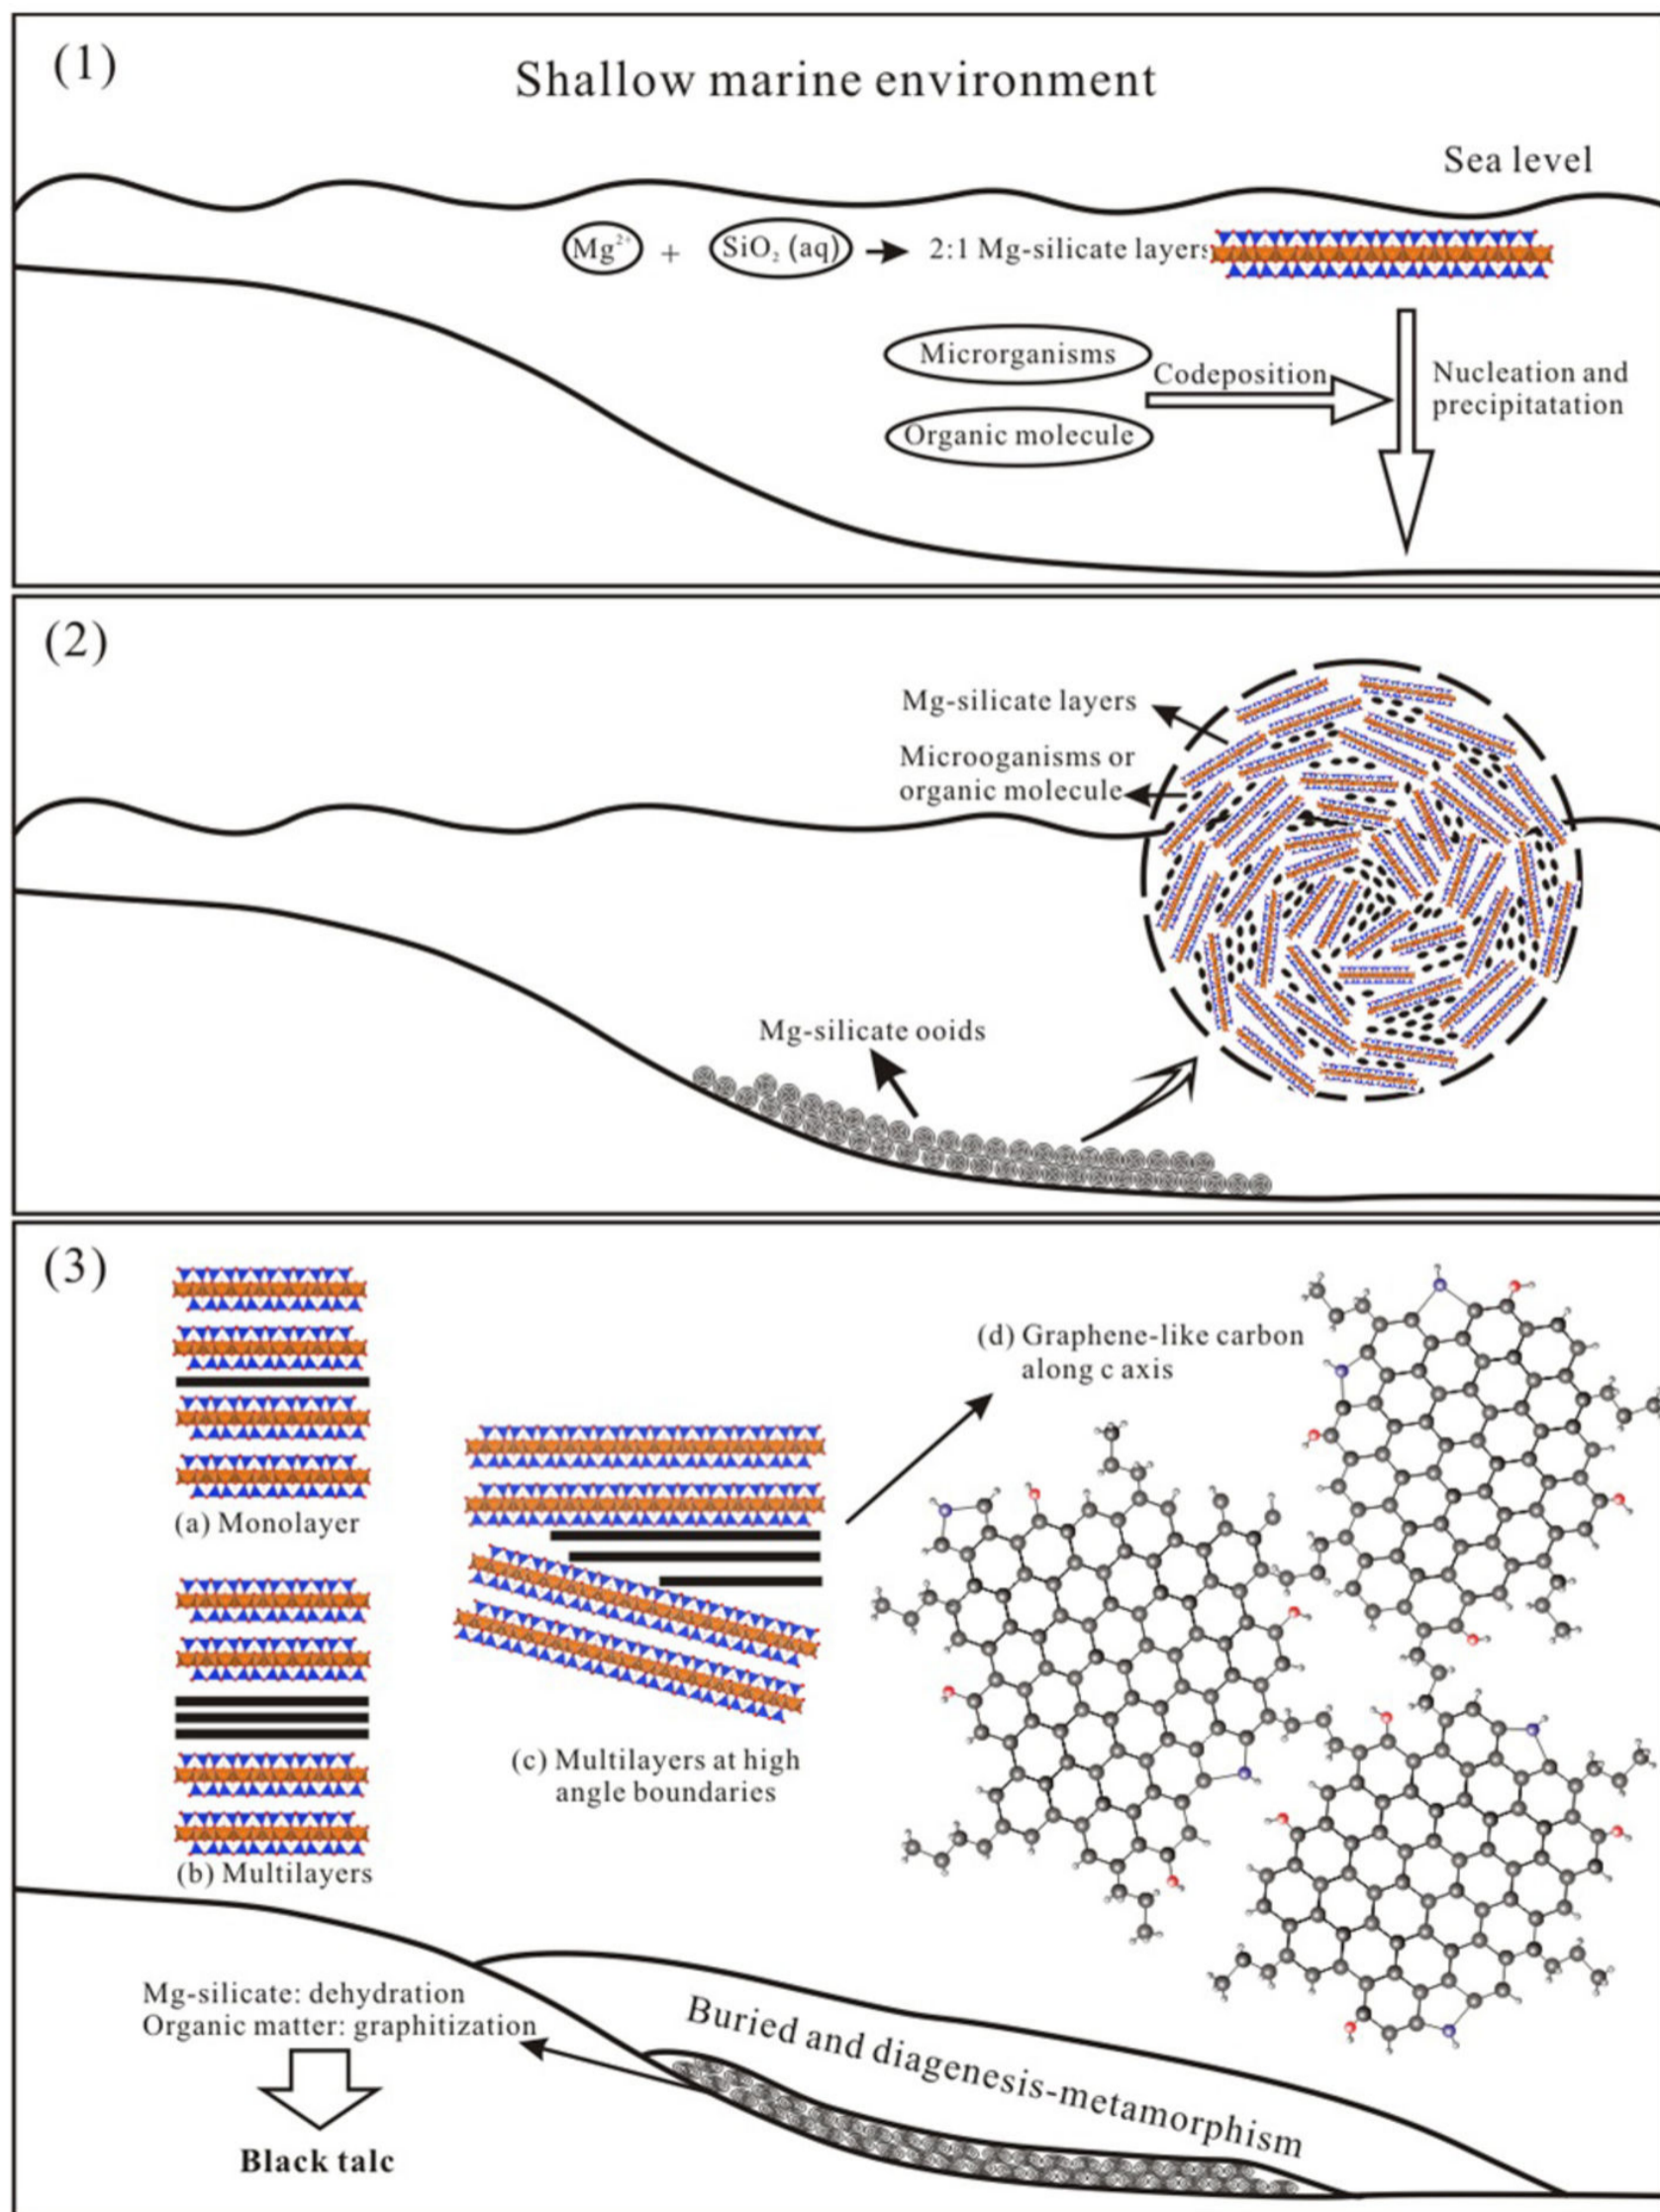 (1)
Shallow marine environment
Sea level
Mg²⁺ + SiO₂ (aq) → 2:1 Mg-silicate layers
Microrganisms
Codeposition
Nucleation and
precipitatation
Organic molecule
(2)
Mg-silicate layers
Microoganisms or
organic molecule
Mg-silicate ooids
(3)
(a) Monolayer
(b) Multilayers
(c) Multilayers at high
angle boundaries
(d) Graphene-like carbon
along c axis
Mg-silicate: dehydration
Organic matter: graphitization
Black talc
Buried and diagenesis-metamorphism